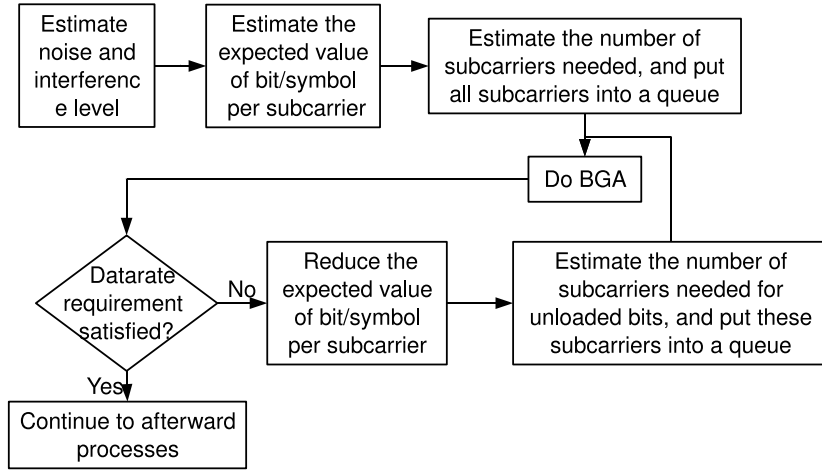 Estimate
noise and
interferenc
e level
Estimate the
expected value
of bit/symbol
per subcarrier
Estimate the number of
subcarriers needed, and put
all subcarriers into a queue
Do BGA
Datarate
requirement
satisfied?
No
Reduce the
expected value
of bit/symbol
per subcarrier
Estimate the number of
subcarriers needed for
unloaded bits, and put these
subcarriers into a queue
Yes
Continue to afterward
processes